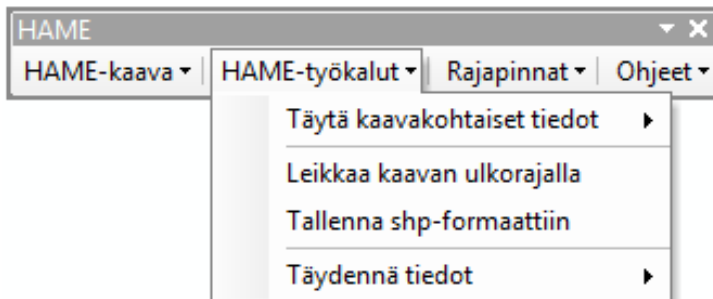 HAME
HAME-kaava HAME-työkalut Rajapinnat Ohjeet
Täytä kaavakohtaiset tiedot
Leikkaa kaavan ulkorajalla
Tallenna shp-formaattiin
Täydennä tiedot